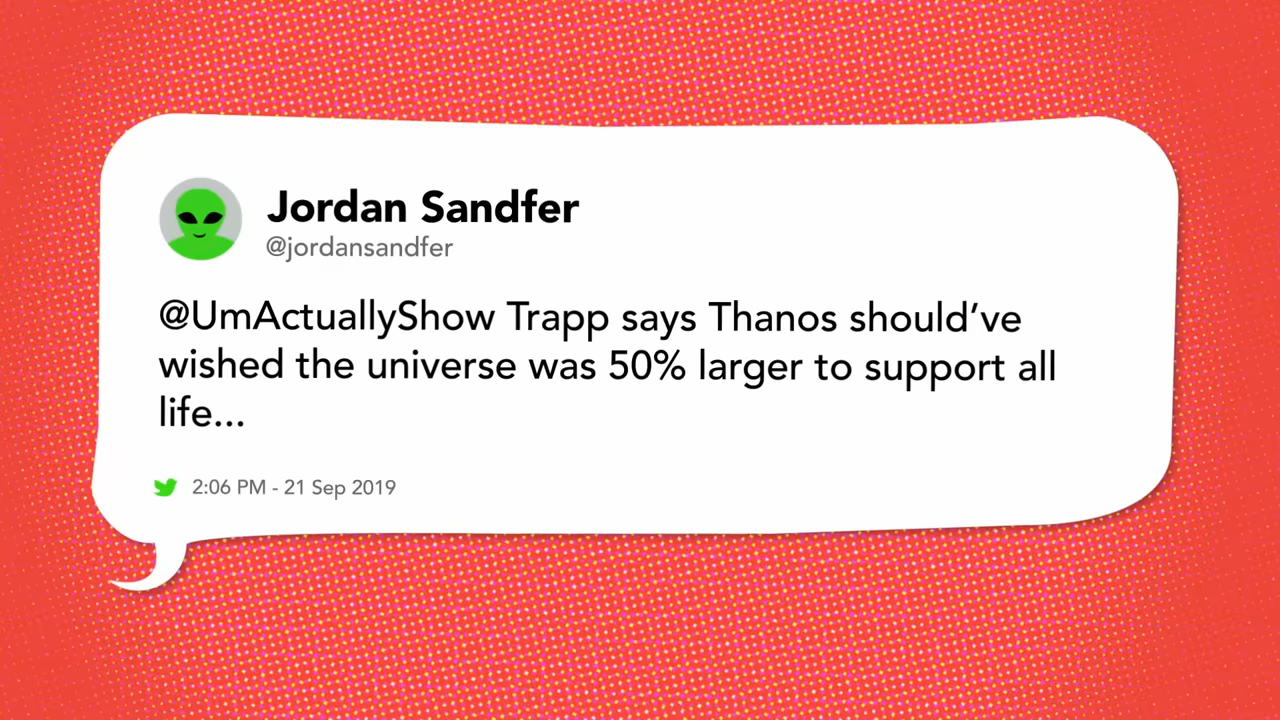 Jordan Sandfer
@jordansandfer
@UmActuallyShow Trapp says Thanos should’ve
wished the universe was 50% larger to support all
life...
2:06 PM - 21 Sep 2019